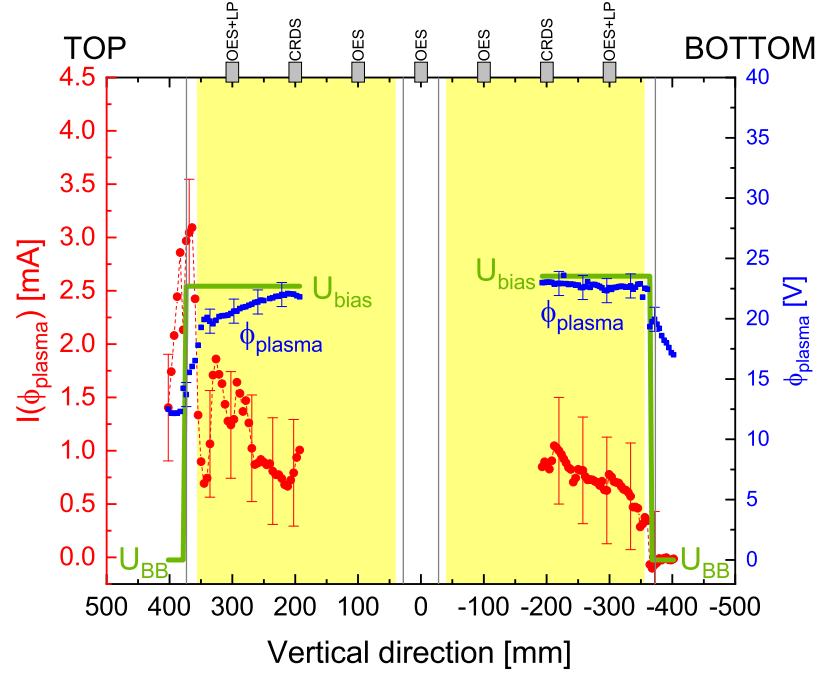 OES+LP CRDS OES OES OES CRDS OES+LP
TOP BOTTOM
4.5 40
4.0 35
3.5 30
3.0 25
2.5 20
2.0 15
1.5 10
1.0 5
0.5 0
0.0
I(ϕplasma) [mA]
ϕplasma [V]
Ubias Ubias
ϕplasma ϕplasma
UBB UBB
500 400 300 200 100 0 -100 -200 -300 -400 -500
Vertical direction [mm]